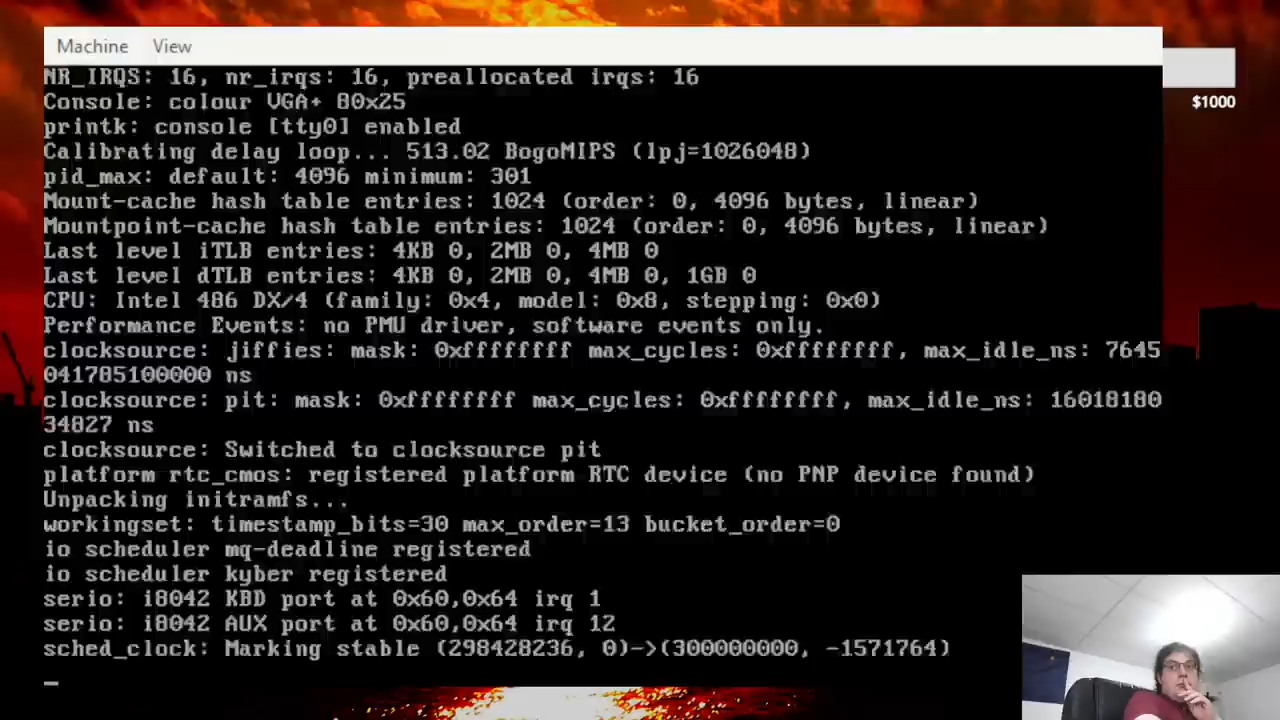 Machine View
NR_IRQS: 16, nr_irqs: 16, preallocated irqs: 16
$1000
Console: colour VGA+ 80x25
printk: console [tty0] enabled
Calibrating delay loop... 513.02 BogoMIPS (lpj=1026048)
pid_max: default: 4096 minimum: 301
Mount-cache hash table entries: 1024 (order: 0, 4096 bytes, linear)
Mountpoint-cache hash table entries: 1024 (order: 0, 4096 bytes, linear)
Last level iTLB entries: 4KB 0, 2MB 0, 4MB 0
Last level dTLB entries: 4KB 0, 2MB 0, 4MB 0, 1GB 0
CPU: Intel 486 DX/4 (family: 0x4, model: 0x8, stepping: 0x0)
Performance Events: no PMU driver, software events only.
clocksource: jiffies: mask: 0xffffffff max_cycles: 0xffffffff, max_idle_ns: 7645
041785100000 ns
clocksource: pit: mask: 0xffffffff max_cycles: 0xffffffff, max_idle_ns: 16018180
34827 ns
clocksource: Switched to clocksource pit
platform rtc_cmos: registered platform RTC device (no PNP device found)
Unpacking initramfs...
workingset: timestamp_bits=30 max_order=13 bucket_order=0
io scheduler mq-deadline registered
io scheduler kyber registered
serio: i8042 KBD port at 0x60,0x64 irq 1
serio: i8042 AUX port at 0x60,0x64 irq 12
sched_clock: Marking stable (298428236, 0)->(300000000, -1571764)
_